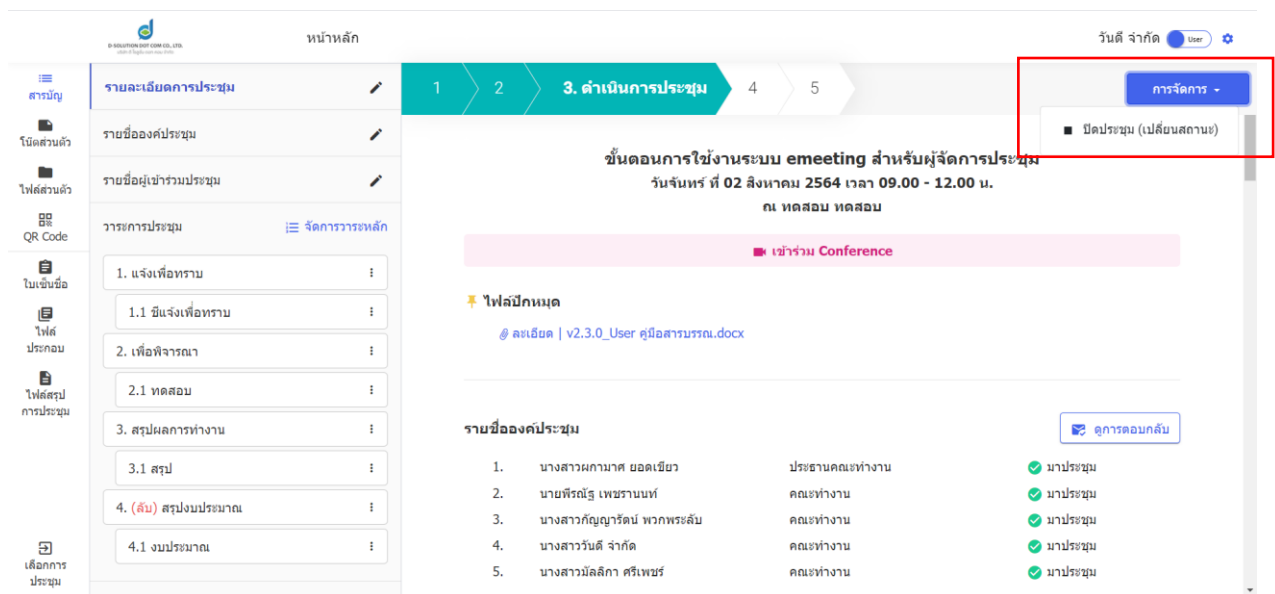 D-SOLUTION DOT COM CO., LTD.
หน้าหลัก
วันดี จำกัด
User
สารบัญ
โน๊ตส่วนตัว
ไฟล์ส่วนตัว
QR Code
ใบเซ็นชื่อ
ไฟล์
ประกอบ
ไฟล์สรุป
การประชุม
เลือกการ
ประชุม
รายละเอียดการประชุม
รายชื่อองค์ประชุม
รายชื่อผู้เข้าร่วมประชุม
วาระการประชุม จัดการวาระหลัก
1. แจ้งเพื่อทราบ
1.1 ชี้แจ้งเพื่อทราบ
2. เพื่อพิจารณา
2.1 ทดสอบ
3. สรุปผลการทำงาน
3.1 สรุป
4. (ลับ) สรุปงบประมาณ
4.1 งบประมาณ
1 2 3. ดำเนินการประชุม 4 5
การจัดการ
ปิดประชุม (เปลี่ยนสถานะ)
ขั้นตอนการใช้งานระบบ emeeting สำหรับผู้จัดการประชุม
วันจันทร์ ที่ 02 สิงหาคม 2564 เวลา 09.00 - 12.00 น.
ณ ทดสอบ ทดสอบ
เข้าร่วม Conference
ไฟล์ปักหมุด
ละเอียด | v2.3.0_User คู่มือสารบรรณ.docx
รายชื่อองค์ประชุม ดูการตอบกลับ
1. นางสาวผกามาศ ยอดเขียว ประธานคณะทำงาน มาประชุม
2. นายพีรณัฐ เพชรานนท์ คณะทำงาน มาประชุม
3. นางสาวกัญญารัตน์ พวกพระลับ คณะทำงาน มาประชุม
4. นางสาววันดี จำกัด คณะทำงาน มาประชุม
5. นางสาวมัลลิกา ศรีเพชร์ คณะทำงาน มาประชุม